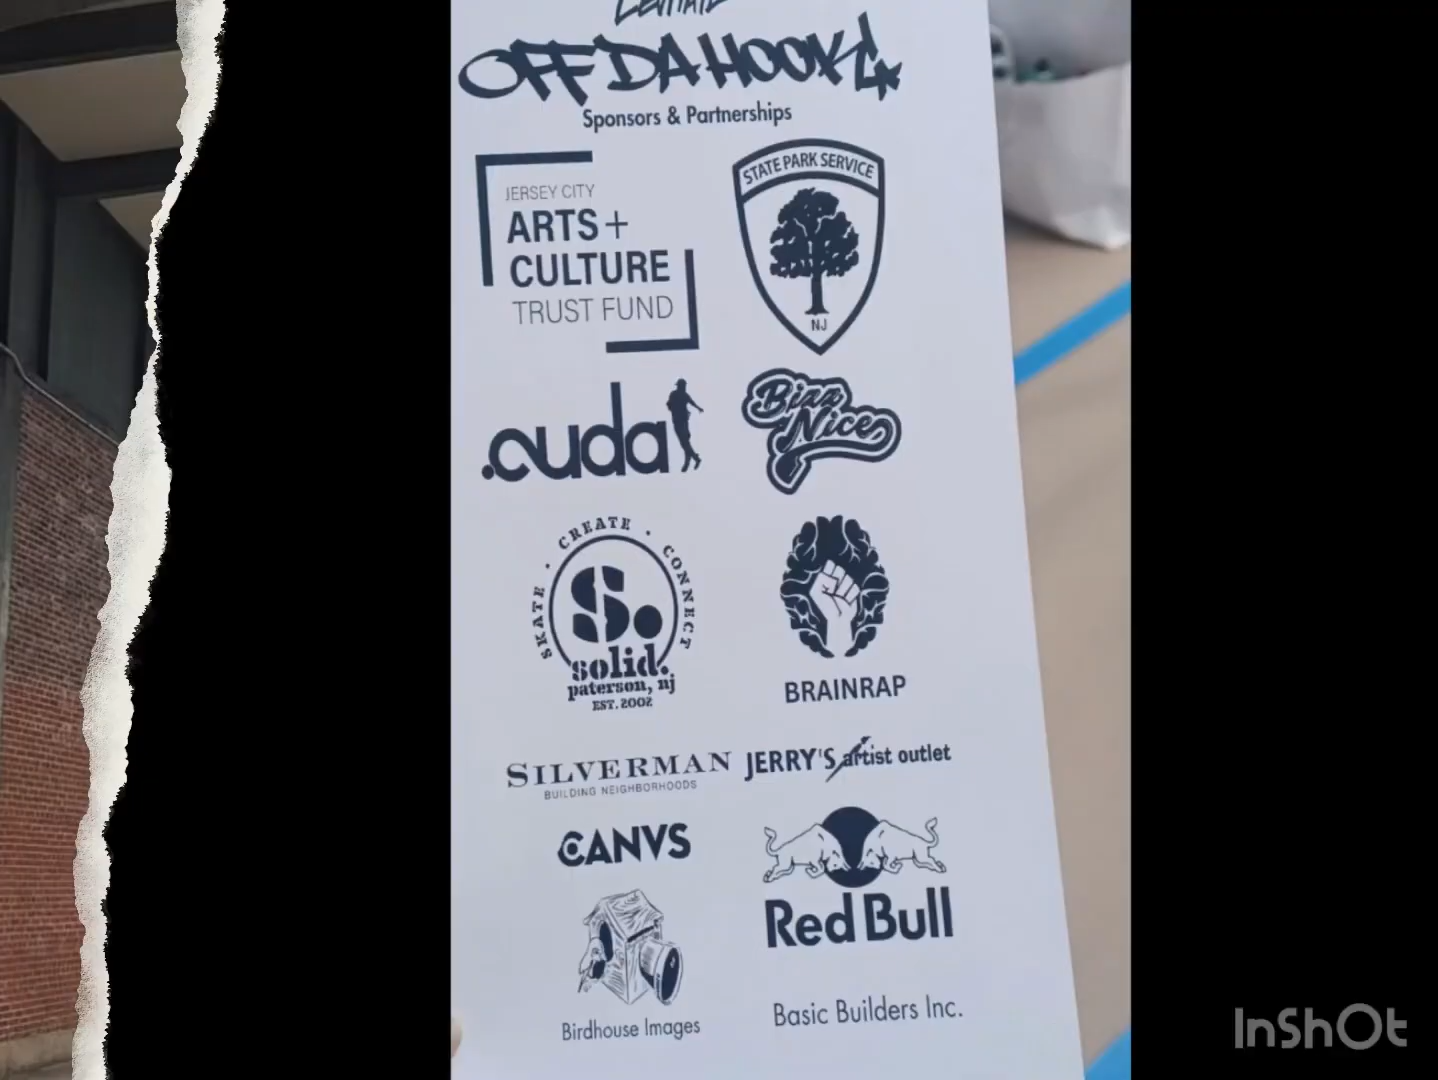 OFF DA HOOK
Sponsors & Partnerships
JERSEY CITY
ARTS+
CULTURE
TRUST FUND
STATE PARK SERVICE
NJ
.cuda
Bizz
Nice
SKATE · CREATE · CONNECT
S.
solid.
paterson, nj
EST. 2002
BRAINRAP
SILVERMAN
BUILDING NEIGHBORHOODS
JERRY'S artist outlet
CANVS
Red Bull
Birdhouse Images
Basic Builders Inc.
InShOt